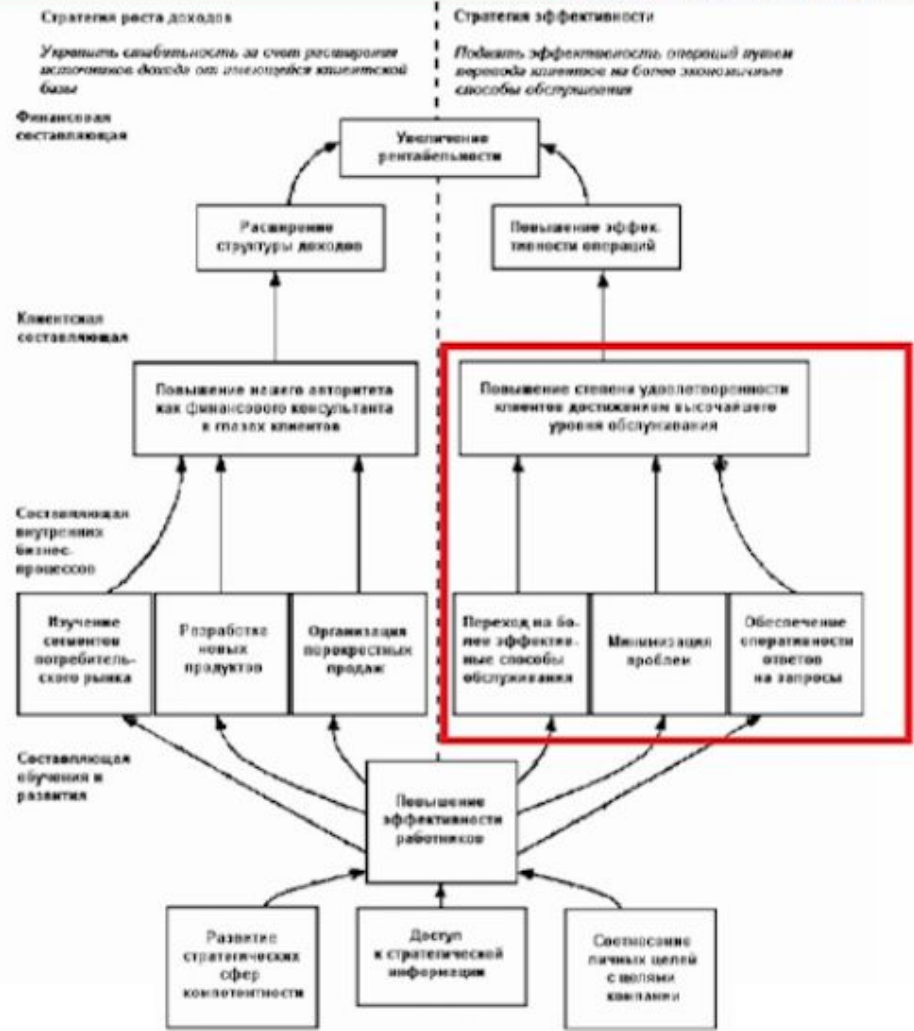 Стратегия роста доходов
Укрепить стабильность за счет расширения
источников дохода от имеющейся клиентской
базы
Стратегия эффективности
Поднять эффективность операций путем
перевода клиентов на более экономичные
способы обслуживания
Финансовая
составляющая
Увеличение
рентабельности
Расширение
структуры доходов
Повышение эффек-
тивности операций
Клиентская
составляющая
Повышение нашего авторитета
как финансового консультанта
в глазах клиентов
Повышение степени удовлетворенности
клиентов достижением высочайшего
уровня обслуживания
Составляющая
внутренних
бизнес-
процессов
Изучение
сегментов
потребитель-
ского рынка
Разработка
новых
продуктов
Организация
перекрестных
продаж
Переход на бо-
лее эффектив-
ные способы
обслуживания
Минимизация
проблем
Обеспечение
оперативности
ответов
на запросы
Составляющая
обучения и
развития
Повышение
эффективности
работников
Развитие
стратегических
сфер
компетентности
Доступ
к стратегической
информации
Соотнесение
личных целей
с целями
компании